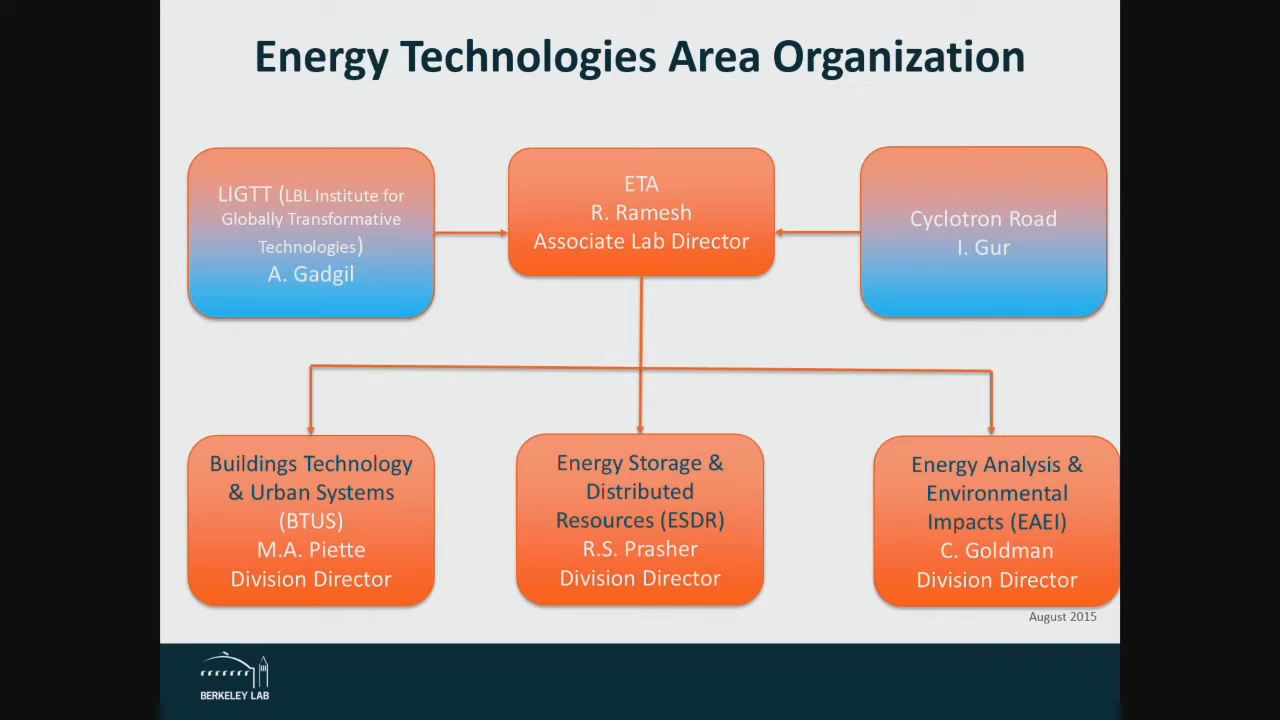 Energy Technologies Area Organization
LIGTT (LBL Institute for
Globally Transformative
Technologies)
A. Gadgil
ETA
R. Ramesh
Associate Lab Director
Cyclotron Road
I. Gur
Buildings Technology
& Urban Systems
(BTUS)
M.A. Piette
Division Director
Energy Storage &
Distributed
Resources (ESDR)
R.S. Prasher
Division Director
Energy Analysis &
Environmental
Impacts (EAEI)
C. Goldman
Division Director
August 2015
BERKELEY LAB